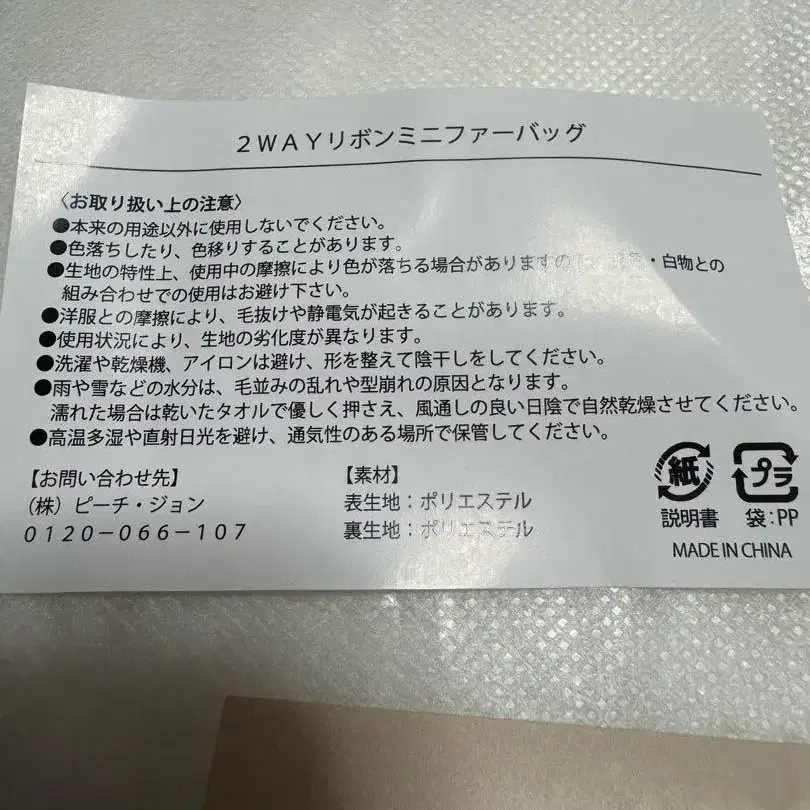 2WAYリボンミニファーバッグ
〈お取り扱い上の注意〉
●本来の用途以外に使用しないでください。
●色落ちしたり、色移りすることがあります。
●生地の特性上、使用中の摩擦により色が落ちる場合がありますので、・白物との
組み合わせでの使用はお避け下さい。
●洋服との摩擦により、毛抜けや静電気が起きることがあります。
●使用状況により、生地の劣化度が異なります。
●洗濯や乾燥機、アイロンは避け、形を整えて陰干しをしてください。
●雨や雪などの水分は、毛並みの乱れや型崩れの原因となります。
濡れた場合は乾いたタオルで優しく押さえ、風通しの良い日陰で自然乾燥させてください。
●高温多湿や直射日光を避け、通気性のある場所で保管してください。
【お問い合わせ先】
(株)ピーチ・ジョン
0120-066-107
【素材】
表生地：ポリエステル
裏生地：ポリエステル
紙
説明書
プラ
袋：PP
MADE IN CHINA